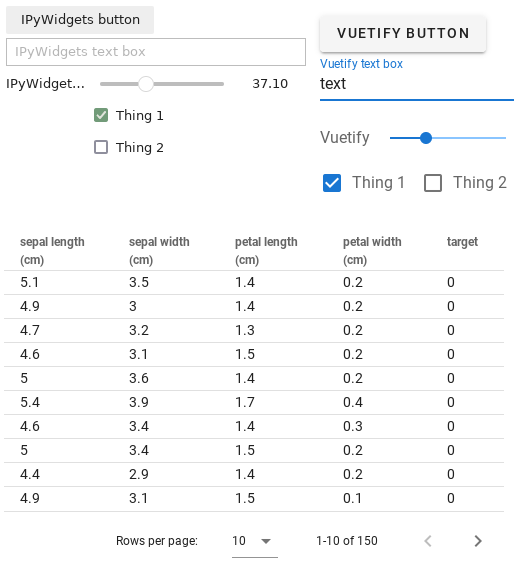 IPyWidgets button
IPyWidgets text box
IPyWidget... 37.10
Thing 1
Thing 2
VUETIFY BUTTON
Vuetify text box
text
Vuetify
Thing 1 Thing 2
sepal length (cm) sepal width (cm) petal length (cm) petal width (cm) target
5.1 3.5 1.4 0.2 0
4.9 3 1.4 0.2 0
4.7 3.2 1.3 0.2 0
4.6 3.1 1.5 0.2 0
5 3.6 1.4 0.2 0
5.4 3.9 1.7 0.4 0
4.6 3.4 1.4 0.3 0
5 3.4 1.5 0.2 0
4.4 2.9 1.4 0.2 0
4.9 3.1 1.5 0.1 0
Rows per page: 10 1-10 of 150